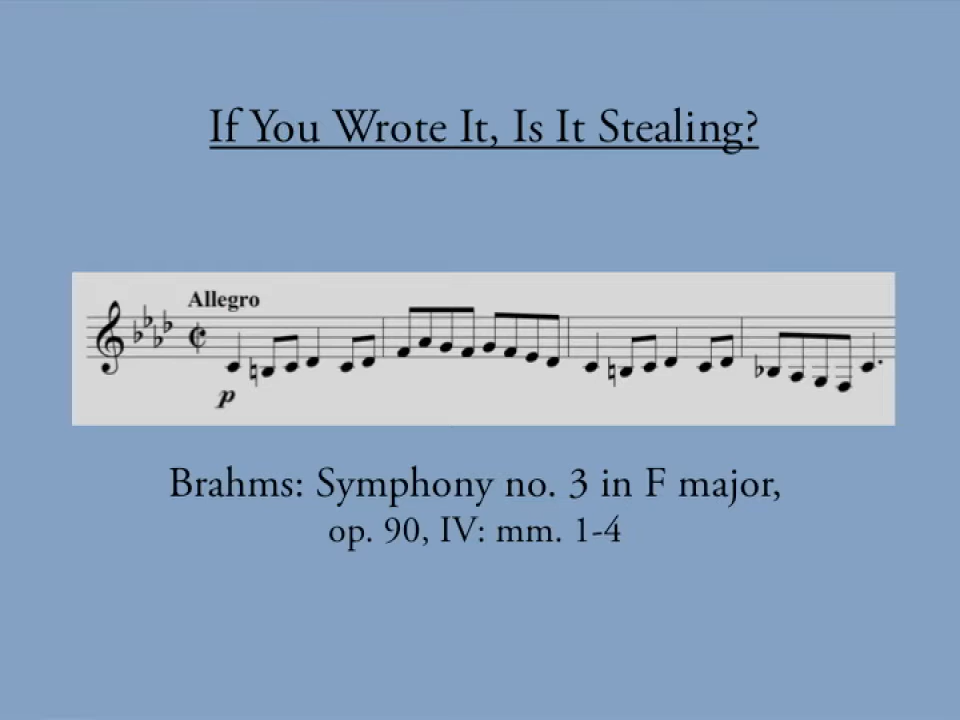 If You Wrote It, Is It Stealing?
Allegro
p
Brahms: Symphony no. 3 in F major,
op. 90, IV: mm. 1-4